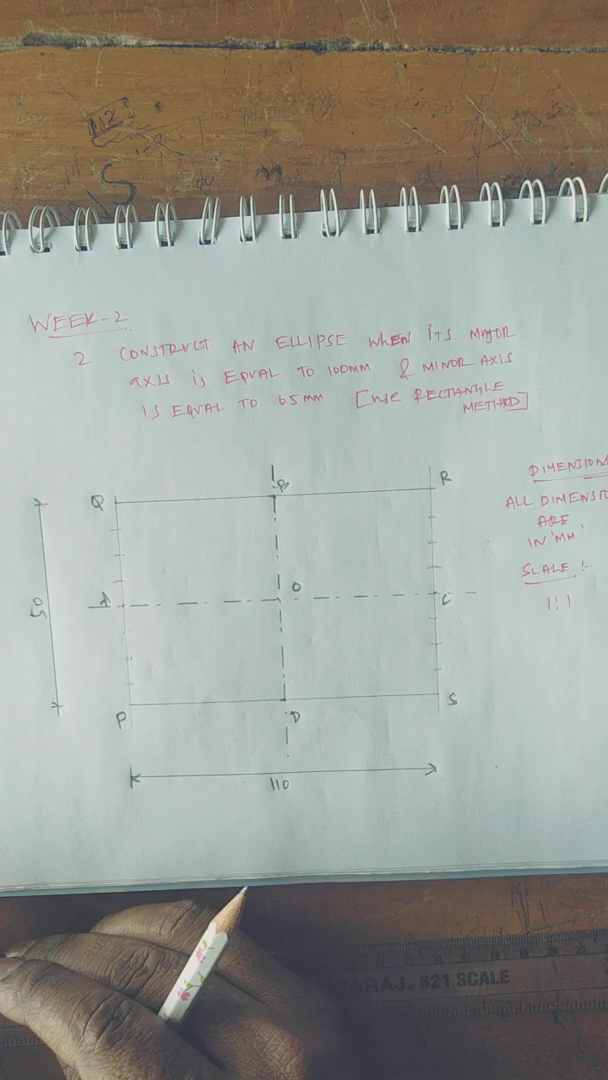 WEEK-2
2 CONSTRUCT AN ELLIPSE WHEN ITS MAJOR
AXIS IS EQUAL TO 100MM & MINOR AXIS
IS EQUAL TO 65MM [USE RECTANGLE
METHOD]
DIMENSION
ALL DIMENSIO
ARE
IN 'MM'
SCALE :-
1:1
Q
B
R
A
O
C
P
D
S
110
TARAJ. 621 SCALE